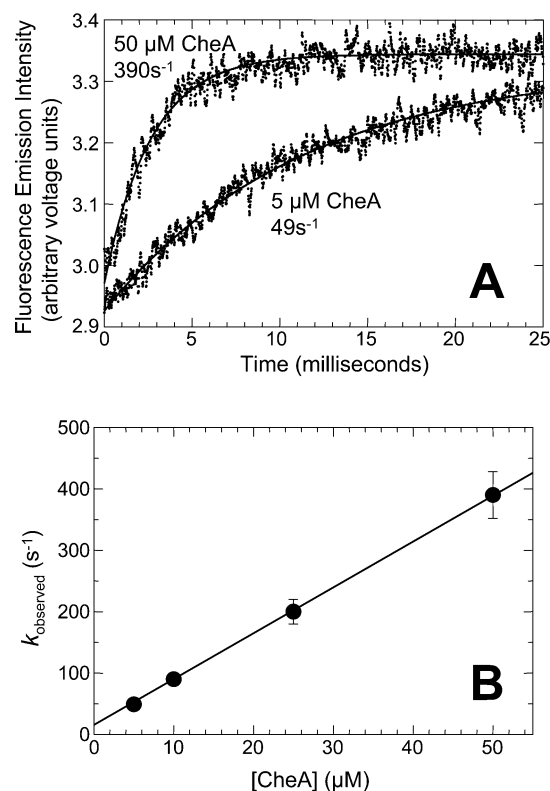 3.4
3.3
3.2
3.1
3.0
2.9
Fluorescence Emission Intensity
(arbitrary voltage units)
50 µM CheA
390s⁻¹
5 µM CheA
49s⁻¹
A
0
5
10
15
20
25
Time (milliseconds)
500
400
300
200
100
0
k observed (s⁻¹)
B
0
10
20
30
40
50
[CheA] (µM)